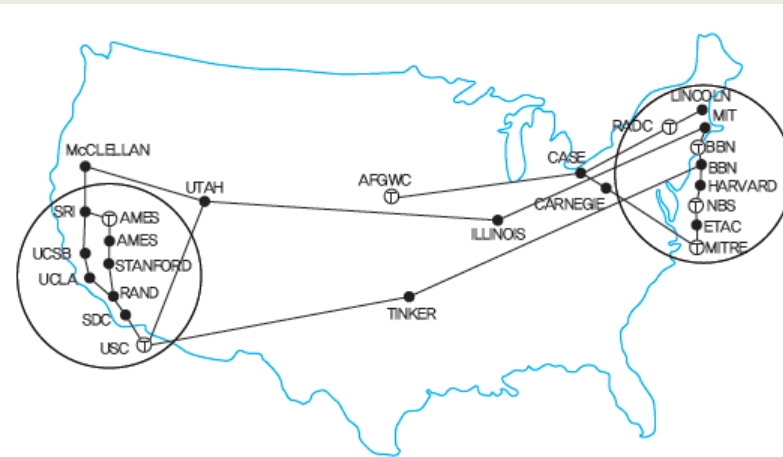 LINCOLN
MIT
RADC
T
T BBN
McCLELLAN
CASE
BBN
AFGWC
UTAH
T
HARVARD
CARNEGIE
T NBS
SRI
T AMES
ILLINOIS
ETAC
AMES
T MITRE
UCSB
STANFORD
UCLA
RAND
TINKER
SDC
USC T